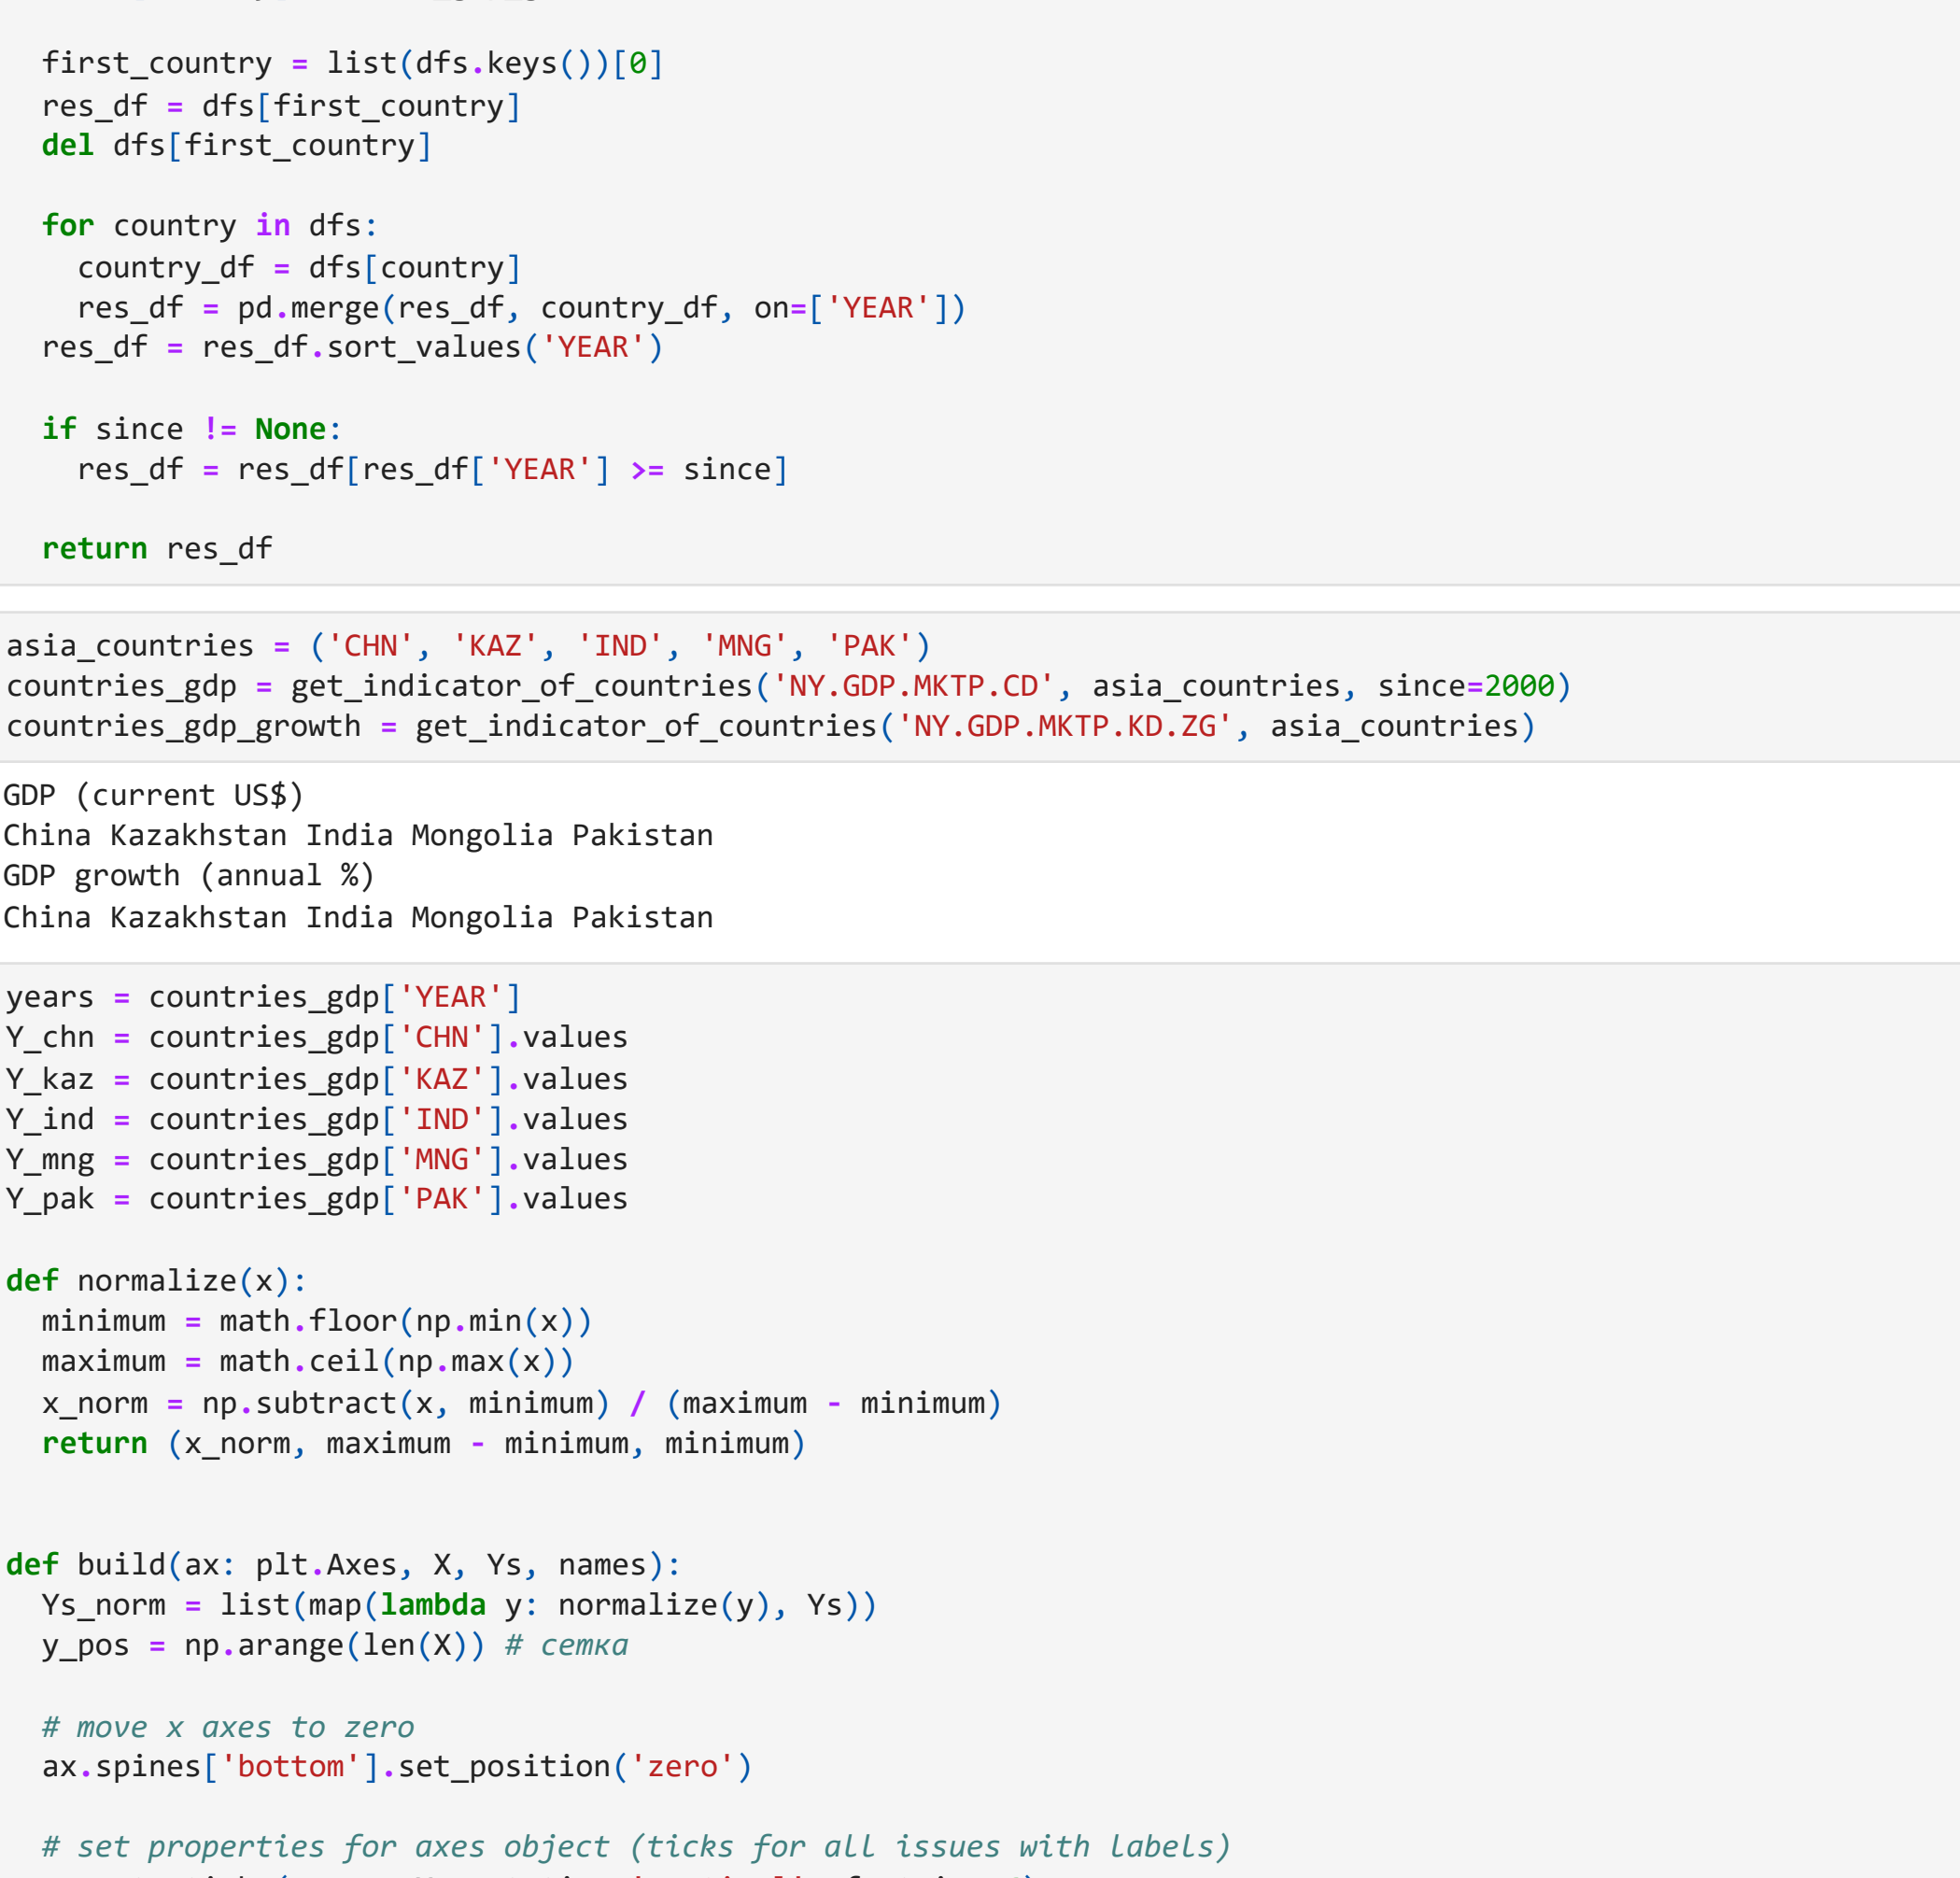 first_country = list(dfs.keys())[0]
res_df = dfs[first_country]
del dfs[first_country]
for country in dfs:
country_df = dfs[country]
res_df = pd.merge(res_df, country_df, on=['YEAR'])
res_df = res_df.sort_values('YEAR')
if since != None:
res_df = res_df[res_df['YEAR'] >= since]
return res_df
asia_countries = ('CHN', 'KAZ', 'IND', 'MNG', 'PAK')
countries_gdp = get_indicator_of_countries('NY.GDP.MKTP.CD', asia_countries, since=2000)
countries_gdp_growth = get_indicator_of_countries('NY.GDP.MKTP.KD.ZG', asia_countries)
GDP (current US$)
China Kazakhstan India Mongolia Pakistan
GDP growth (annual %)
China Kazakhstan India Mongolia Pakistan
years = countries_gdp['YEAR']
Y_chn = countries_gdp['CHN'].values
Y_kaz = countries_gdp['KAZ'].values
Y_ind = countries_gdp['IND'].values
Y_mng = countries_gdp['MNG'].values
Y_pak = countries_gdp['PAK'].values
def normalize(x):
minimum = math.floor(np.min(x))
maximum = math.ceil(np.max(x))
x_norm = np.subtract(x, minimum) / (maximum - minimum)
return (x_norm, maximum - minimum, minimum)
def build(ax: plt.Axes, X, Ys, names):
Ys_norm = list(map(lambda y: normalize(y), Ys))
y_pos = np.arange(len(X)) # сетка
# move x axes to zero
ax.spines['bottom'].set_position('zero')
# set properties for axes object (ticks for all issues with labels)